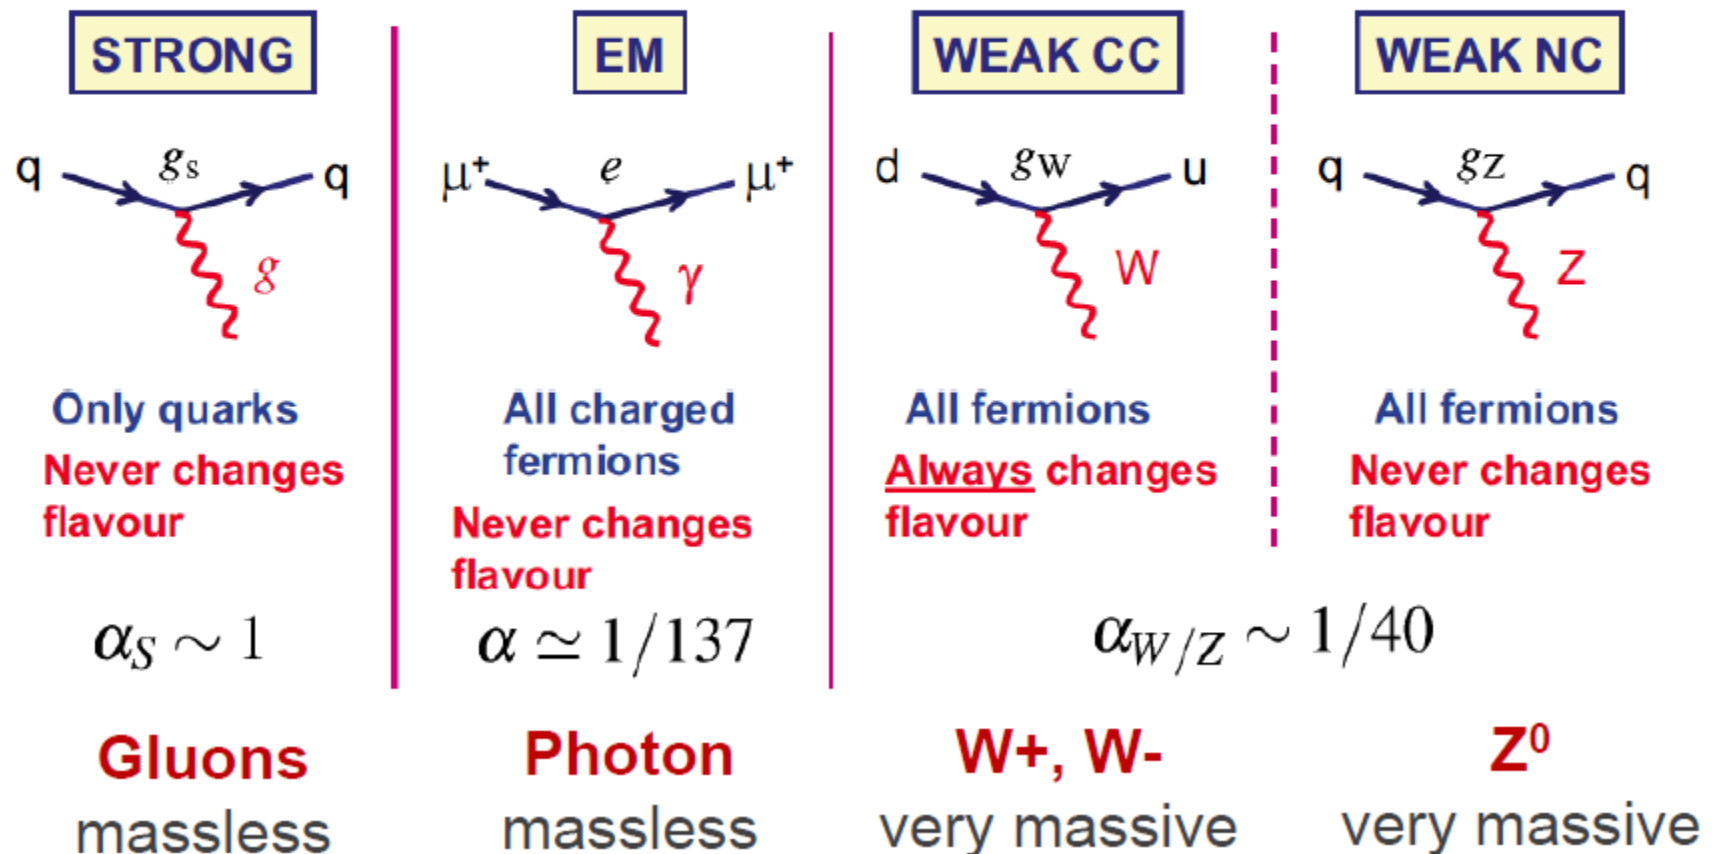 STRONG
q gs q
g
Only quarks
Never changes
flavour
αS ∼ 1
Gluons
massless
EM
μ⁺ e μ⁺
γ
All charged
fermions
Never changes
flavour
α ≃ 1/137
Photon
massless
WEAK CC
d gW u
W
All fermions
Always changes
flavour
WEAK NC
q gZ q
Z
All fermions
Never changes
flavour
αW/Z ∼ 1/40
W+, W-
very massive
Z⁰
very massive